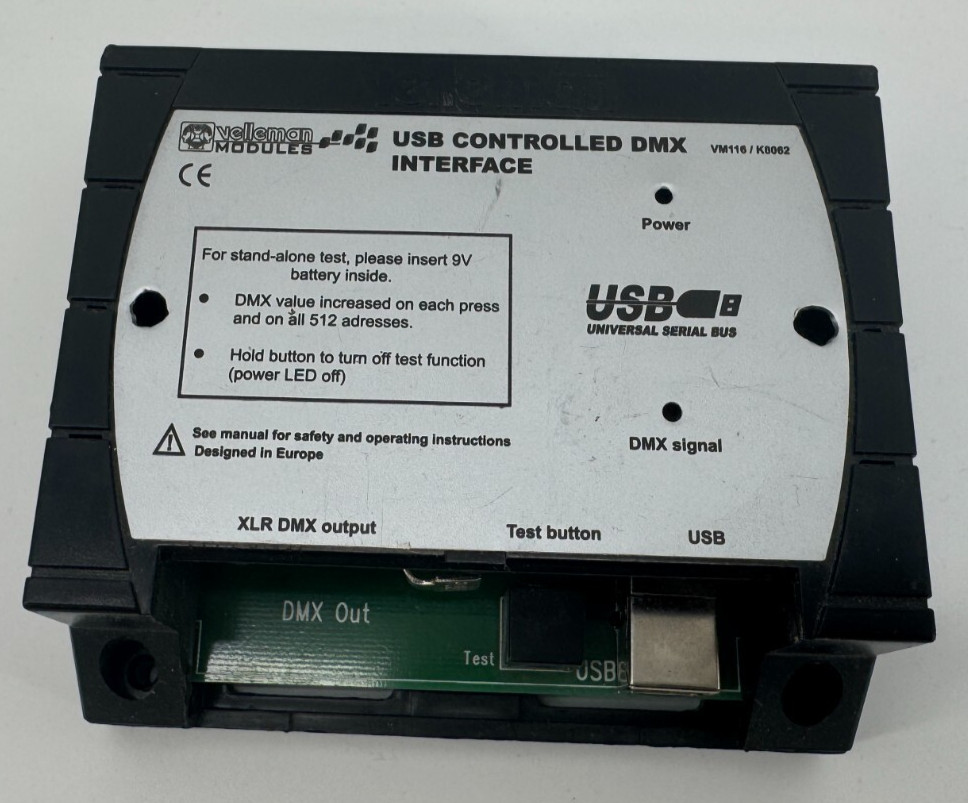 velleman
MODULES
USB CONTROLLED DMX
INTERFACE
VM116 / K8062
CE
Power
For stand-alone test, please insert 9V
battery inside.
• DMX value increased on each press
and on all 512 adresses.
• Hold button to turn off test function
(power LED off)
USB
UNIVERSAL SERIAL BUS
See manual for safety and operating instructions
Designed in Europe
DMX signal
XLR DMX output
Test button
USB
DMX Out
Test